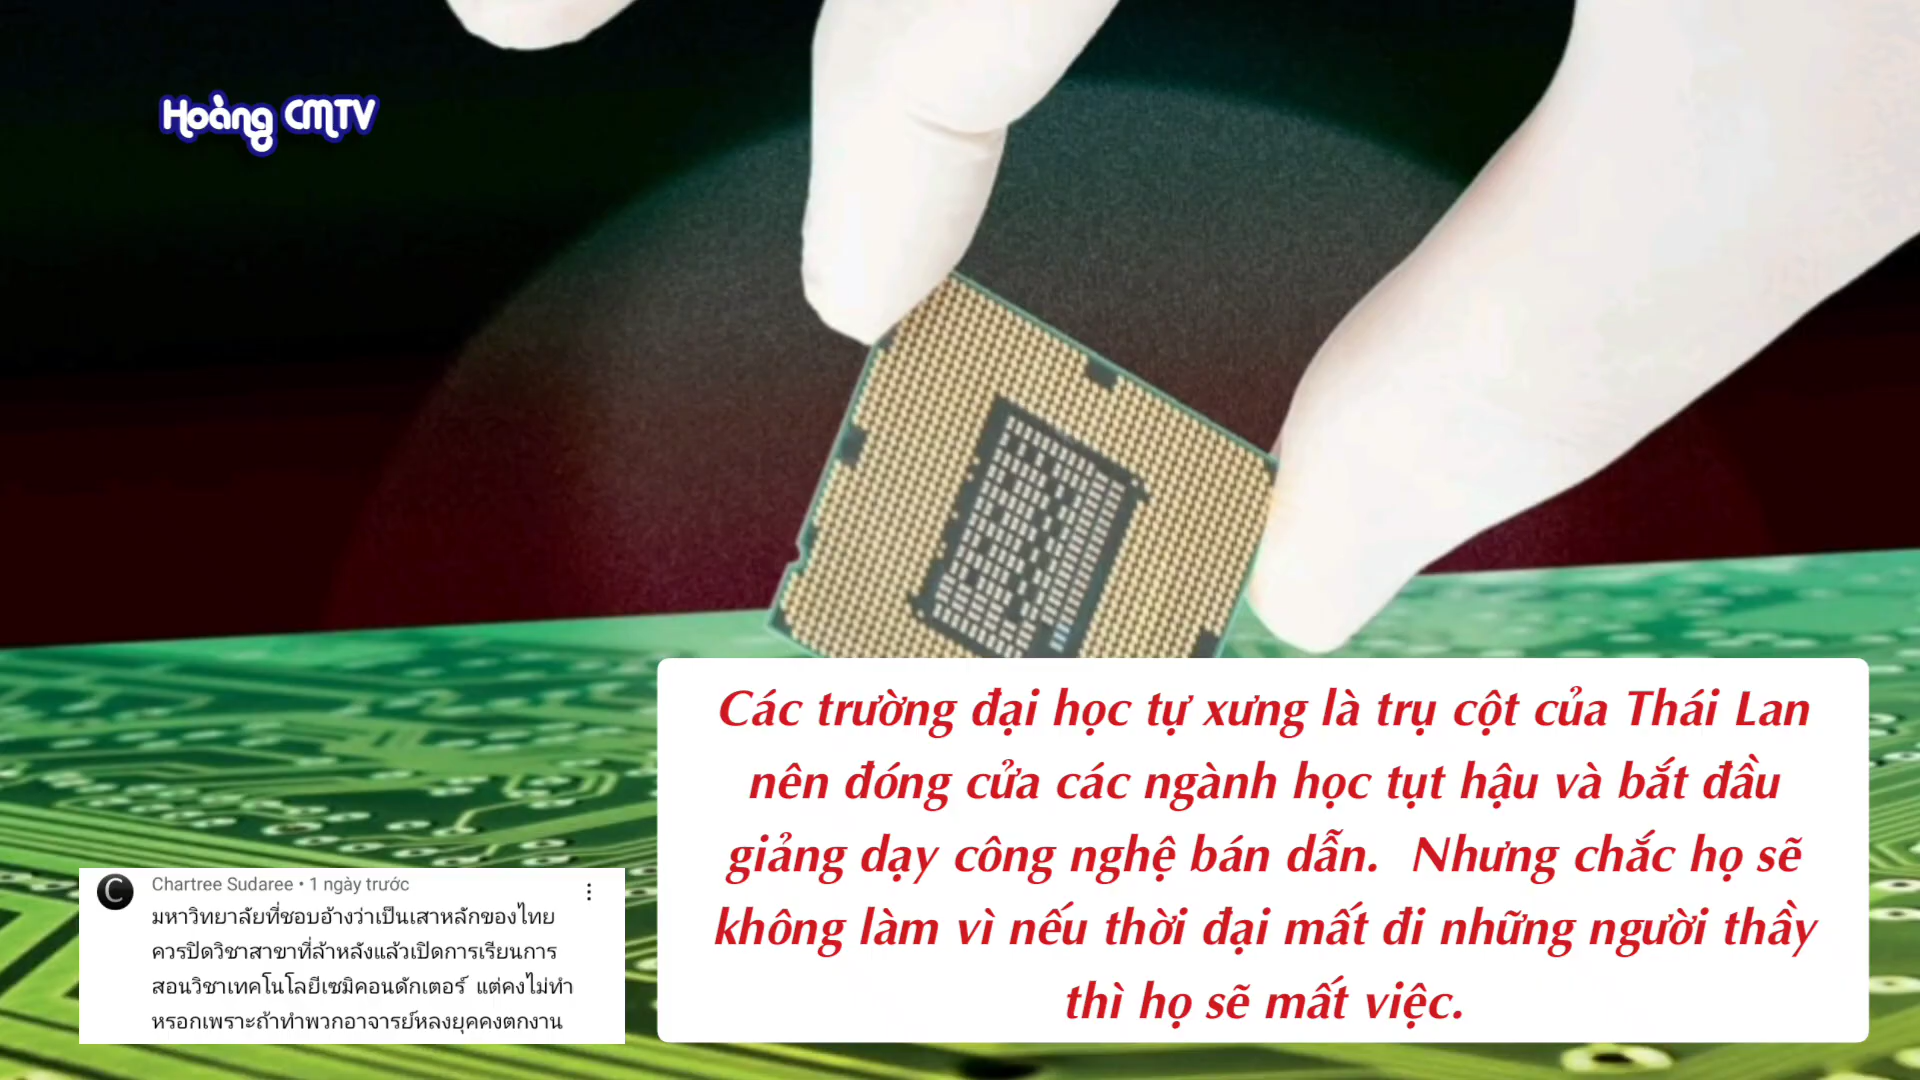 Hoàng CMTV
Các trường đại học tự xưng là trụ cột của Thái Lan
nên đóng cửa các ngành học tụt hậu và bắt đầu
giảng dạy công nghệ bán dẫn.  Nhưng chắc họ sẽ
không làm vì nếu thời đại mất đi những người thầy
thì họ sẽ mất việc.
C
Chartree Sudaree • 1 ngày trước
มหาวิทยาลัยที่ชอบอ้างว่าเป็นเสาหลักของไทย
ควรปิดวิชาสาขาที่ล้าหลังแล้วเปิดการเรียนการ
สอนวิชาเทคโนโลยีเซมิคอนดักเตอร์ แต่คงไม่ทำ
หรอกเพราะถ้าทำพวกอาจารย์หลงยุคคงตกงาน